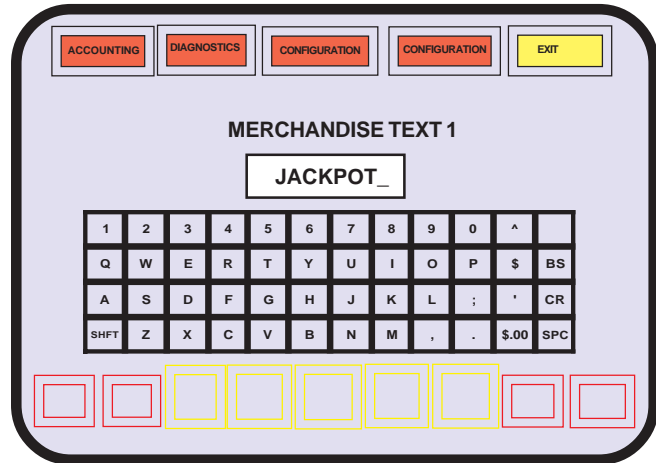 ACCOUNTING DIAGNOSTICS CONFIGURATION CONFIGURATION EXIT
MERCHANDISE TEXT 1
JACKPOT_
1 2 3 4 5 6 7 8 9 0 ^
Q W E R T Y U I O P $ BS
A S D F G H J K L ; ' CR
SHFT Z X C V B N M , . $.00 SPC